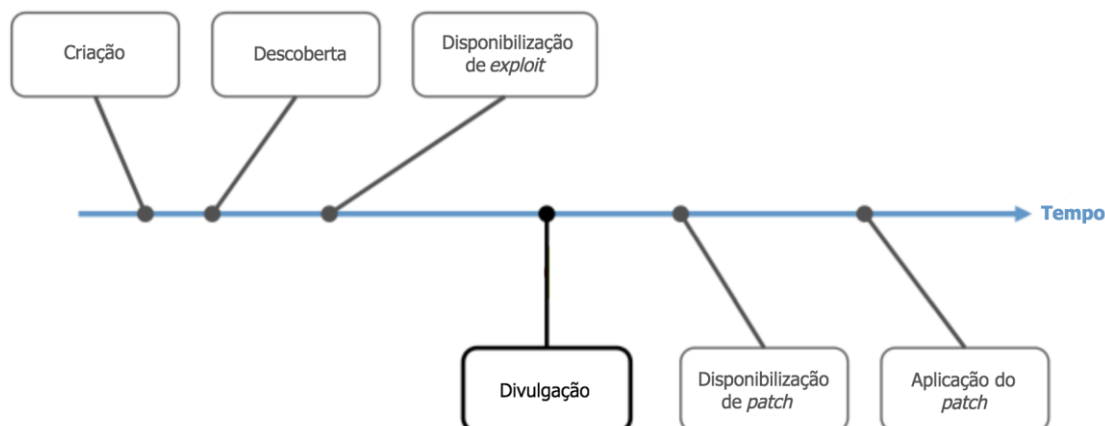 Criação
Descoberta
Disponibilização
de exploit
Tempo
Divulgação
Disponibilização
de patch
Aplicação do
patch